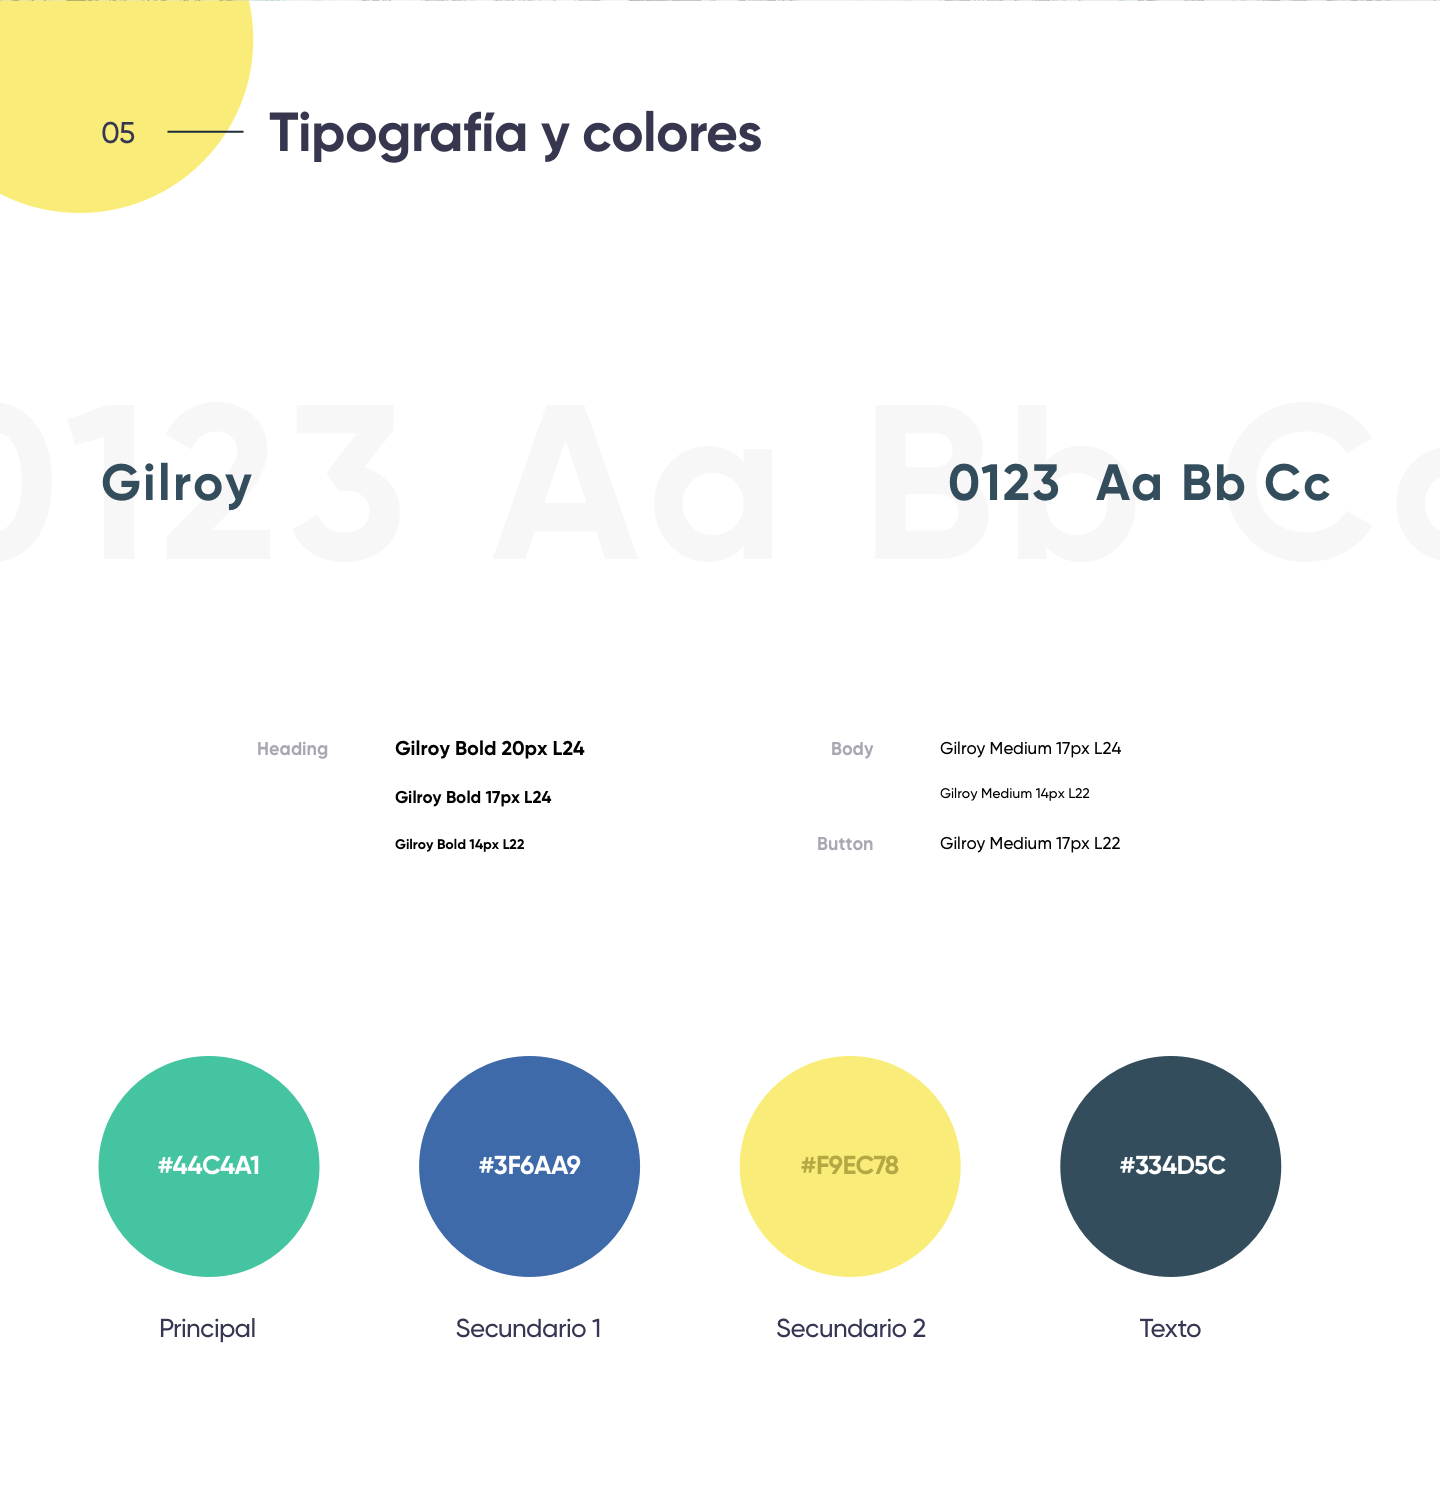 05 Tipografía y colores
0123 Aa Bb Cc
Gilroy 0123 Aa Bb Cc
Heading Gilroy Bold 20px L24
Gilroy Bold 17px L24
Gilroy Bold 14px L22
Body Gilroy Medium 17px L24
Gilroy Medium 14px L22
Button Gilroy Medium 17px L22
#44C4A1 #3F6AA9 #F9EC78 #334D5C
Principal Secundario 1 Secundario 2 Texto